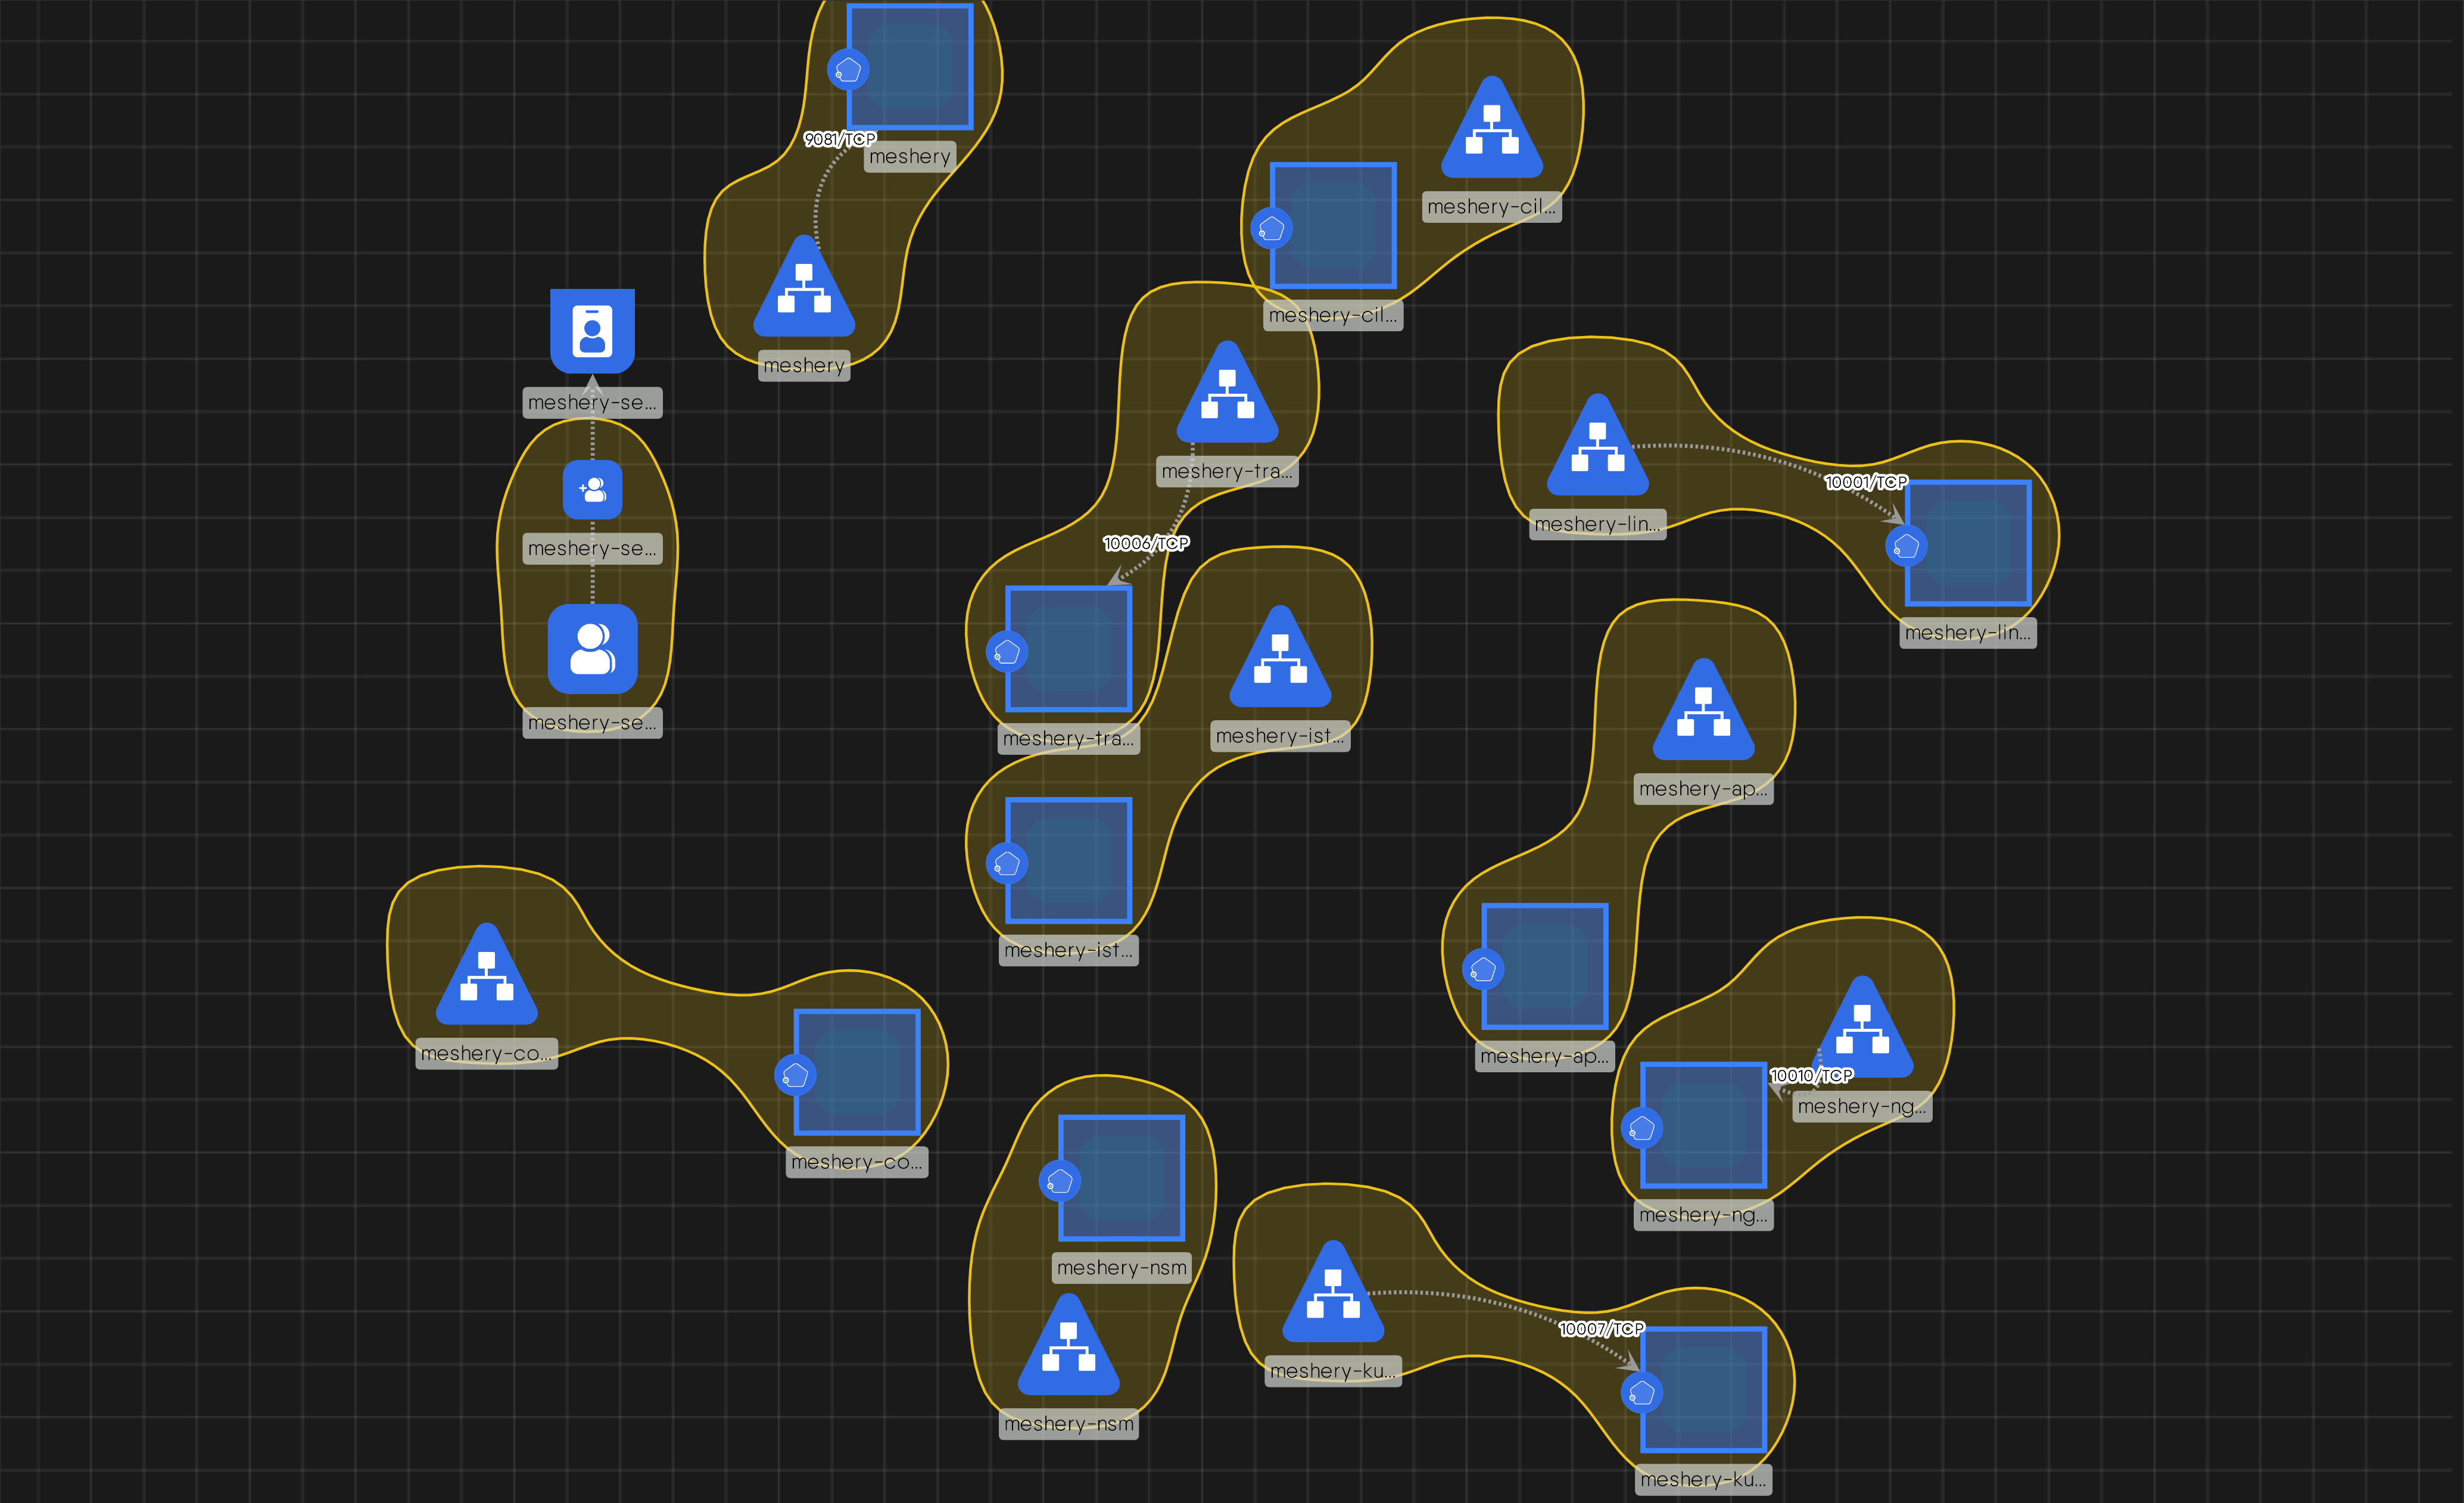 9081/TCP
meshery
meshery-cil...
meshery-cil...
meshery
meshery-se...
meshery-tra...
10001/TCP
meshery-lin...
10006/TCP
meshery-se...
meshery-lin...
meshery-se...
meshery-tra...
meshery-ist...
meshery-ap...
meshery-ist...
meshery-co...
meshery-ap...
10010/TCP
meshery-ng...
meshery-co...
meshery-ng...
meshery-nsm
10007/TCP
meshery-ku...
meshery-nsm
meshery-ku...